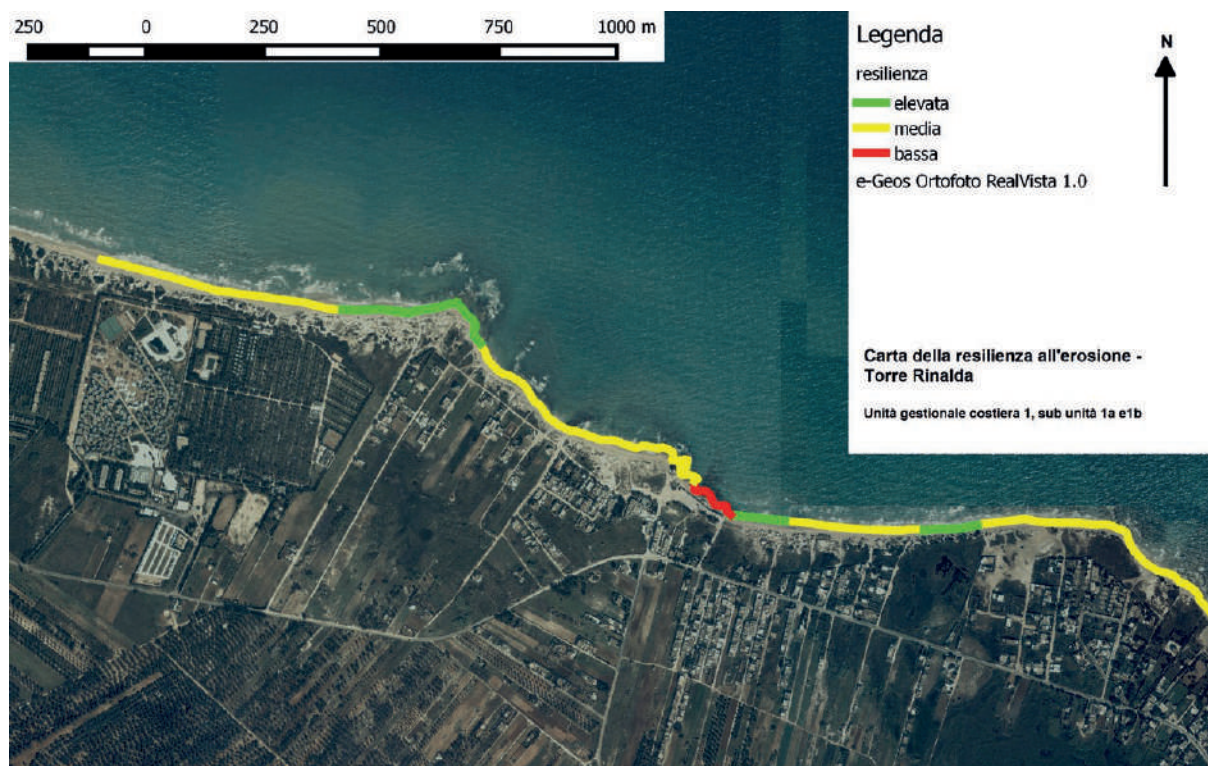 250 0 250 500 750 1000 m
Legenda
N
resilienza
elevata
media
bassa
e-Geos Ortofoto RealVista 1.0
Carta della resilienza all'erosione -
Torre Rinalda
Unità gestionale costiera 1, sub unità 1a e1b